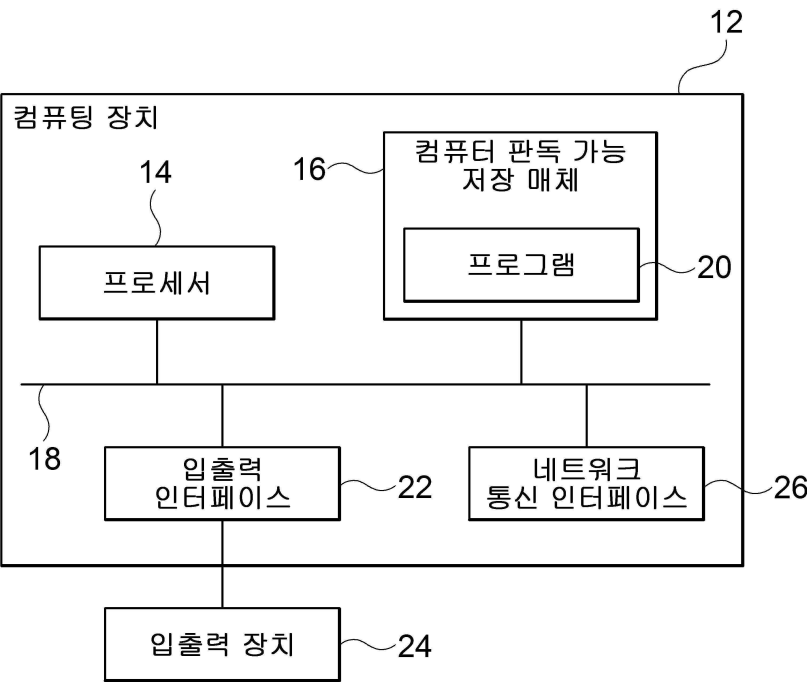 12
컴퓨팅 장치
14
프로세서
16
컴퓨터 판독 가능
저장 매체
프로그램
20
18
입출력
인터페이스
22
네트워크
통신 인터페이스
26
입출력 장치
24